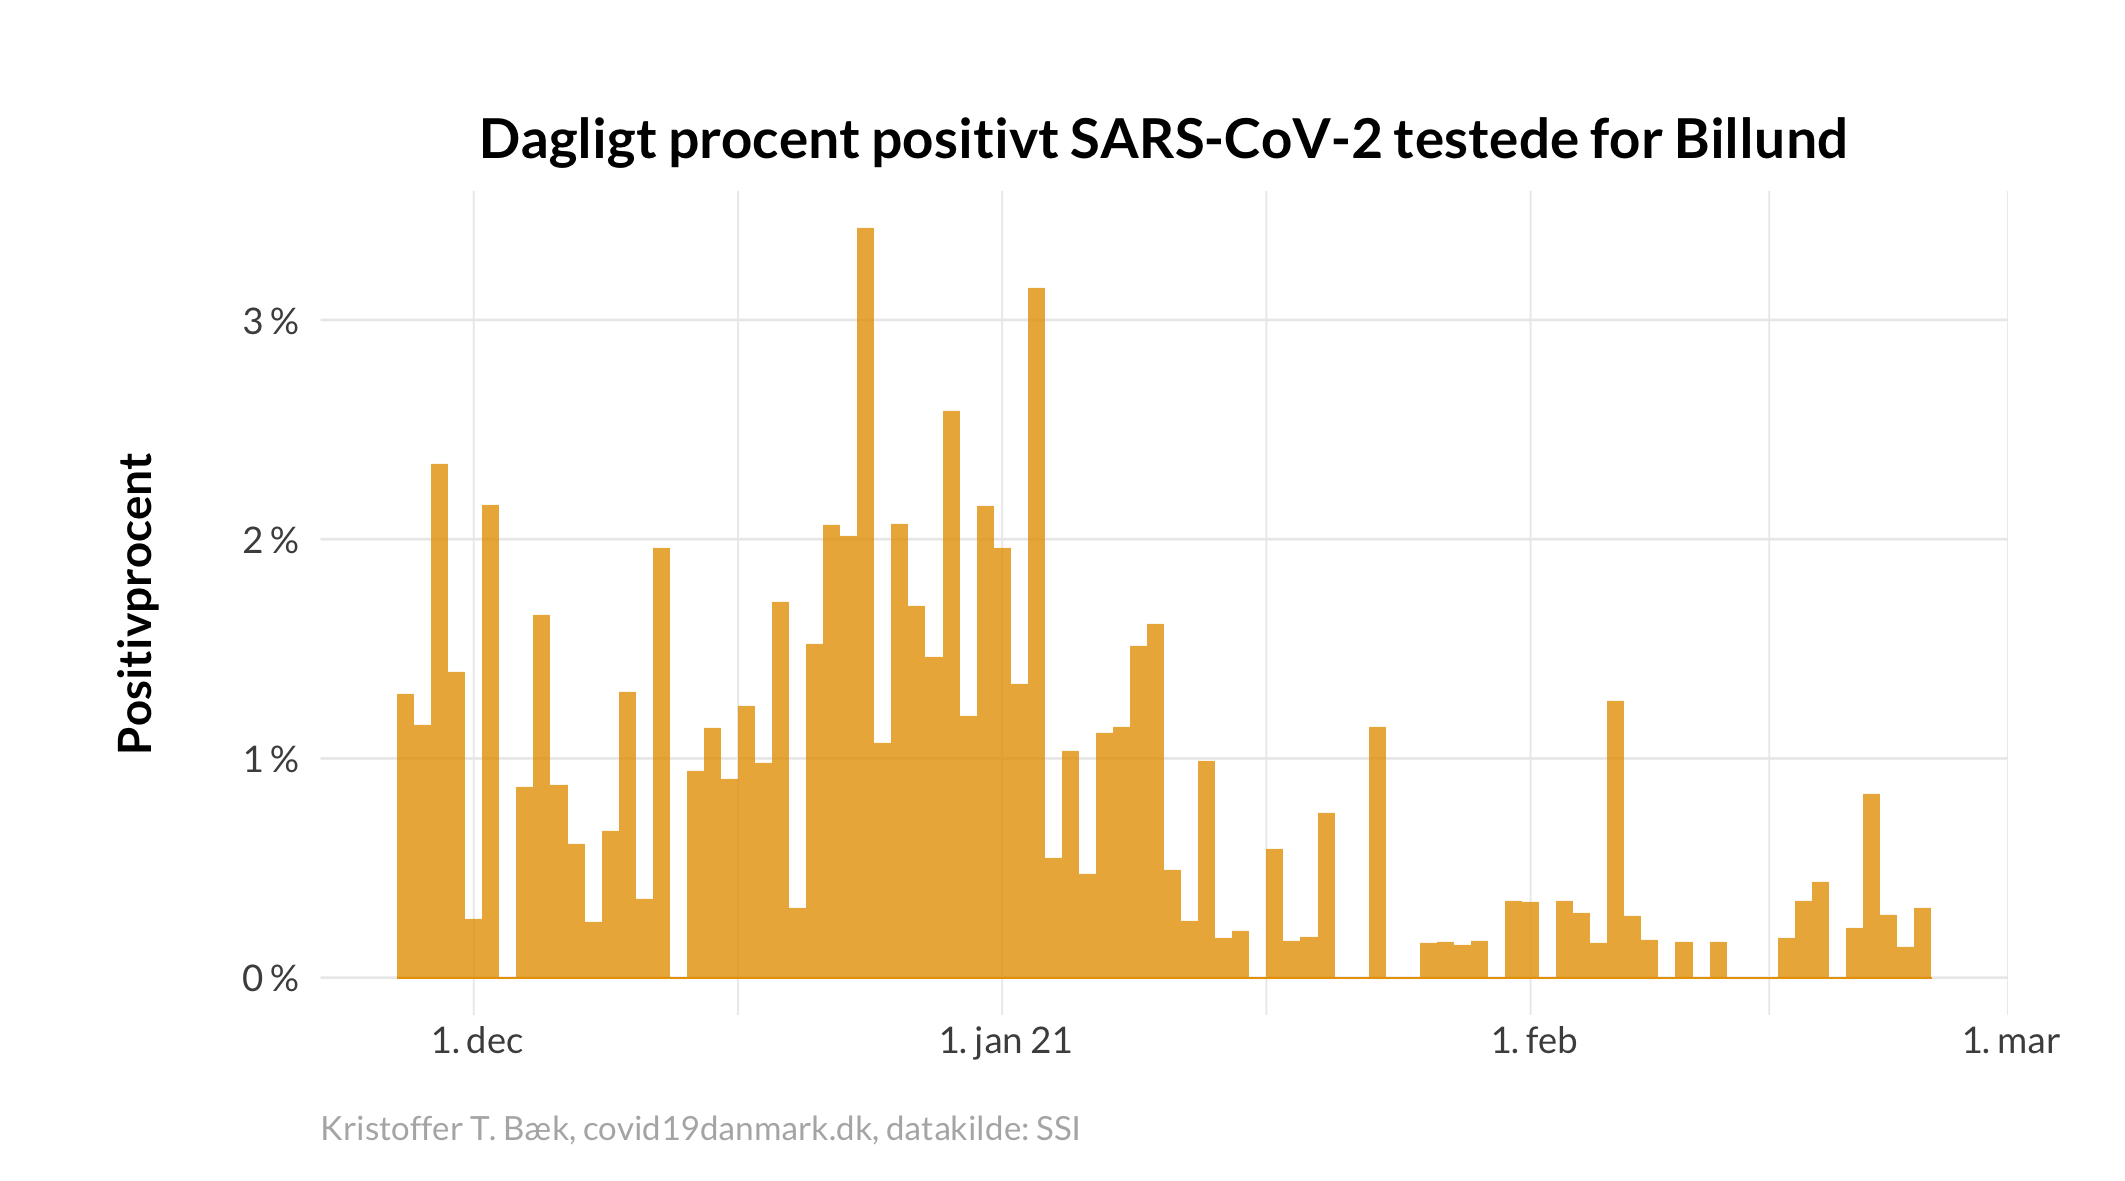 Dagligt procent positivt SARS-CoV-2 testede for Billund
Positivprocent
3 %
2 %
1 %
0 %
1. dec
1. jan 21
1. feb
1. mar
Kristoffer T. Bæk, covid19danmark.dk, datakilde: SSI